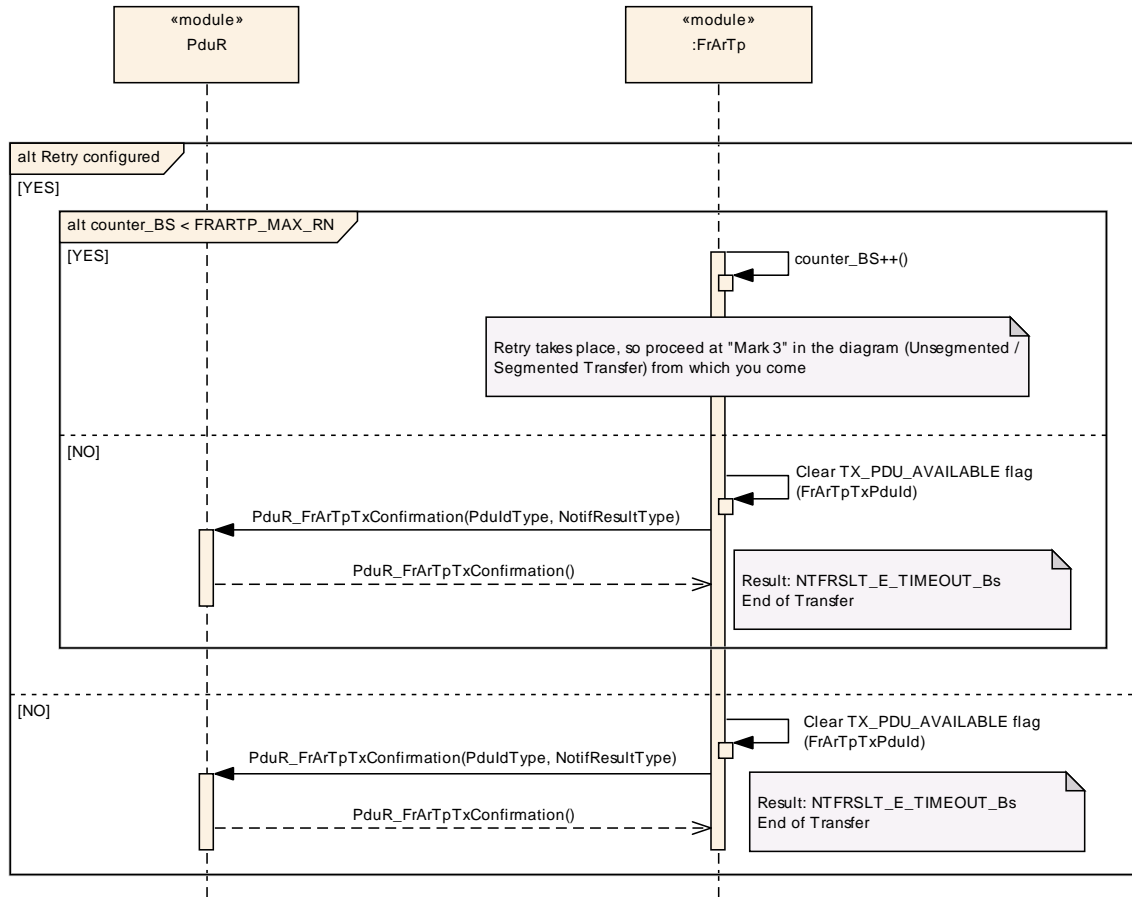 «module»
PduR
«module»
:FrArTp
alt Retry configured
[YES]
alt counter_BS < FRARTP_MAX_RN
[YES]
counter_BS++()
Retry takes place, so proceed at "Mark 3" in the diagram (Unsegmented /
Segmented Transfer) from which you come
[NO]
Clear TX_PDU_AVAILABLE flag
(FrArTpTxPduId)
PduR_FrArTpTxConfirmation(PduIdType, NotifResultType)
PduR_FrArTpTxConfirmation()
Result: NTFRSLT_E_TIMEOUT_Bs
End of Transfer
[NO]
Clear TX_PDU_AVAILABLE flag
(FrArTpTxPduId)
PduR_FrArTpTxConfirmation(PduIdType, NotifResultType)
PduR_FrArTpTxConfirmation()
Result: NTFRSLT_E_TIMEOUT_Bs
End of Transfer